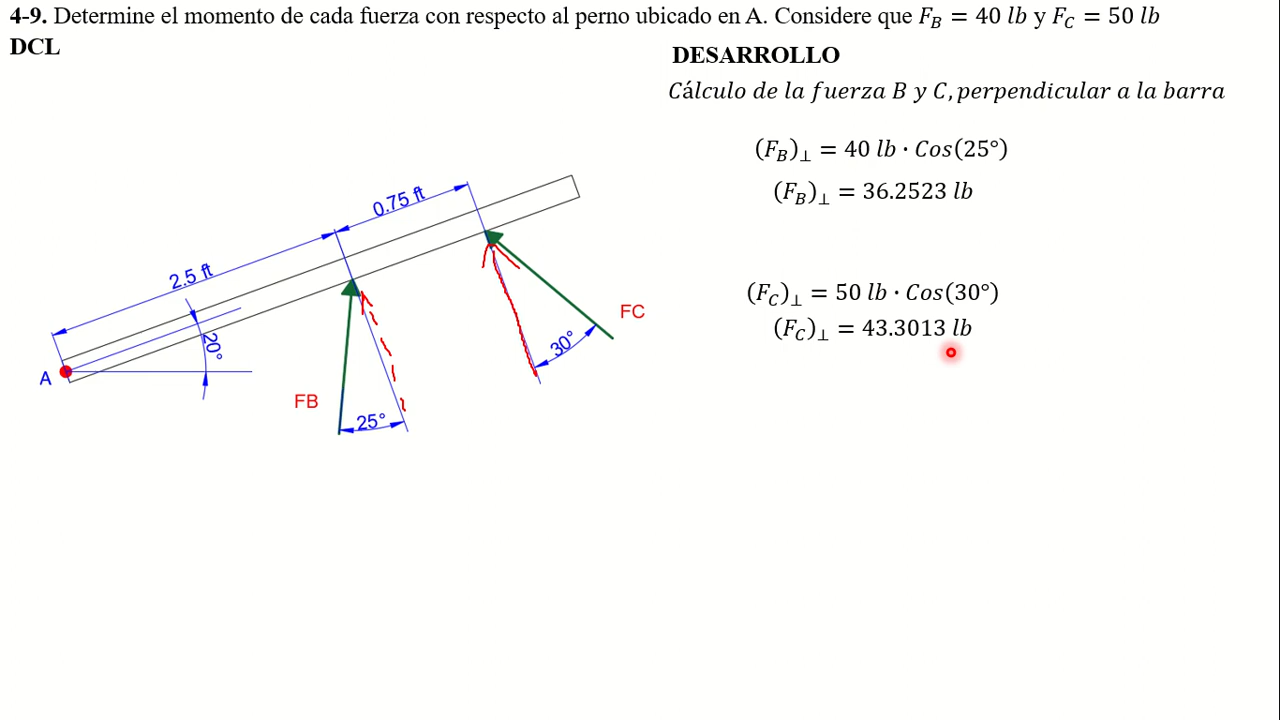 4-9. Determine el momento de cada fuerza con respecto al perno ubicado en A. Considere que F_B = 40 lb y F_C = 50 lb
DCL
DESARROLLO
Cálculo de la fuerza B y C, perpendicular a la barra
(F_B)⊥ = 40 lb · Cos(25°)
(F_B)⊥ = 36.2523 lb
0.75 ft
2.5 ft
(F_C)⊥ = 50 lb · Cos(30°)
FC
(F_C)⊥ = 43.3013 lb
20°
30°
A
FB
25°